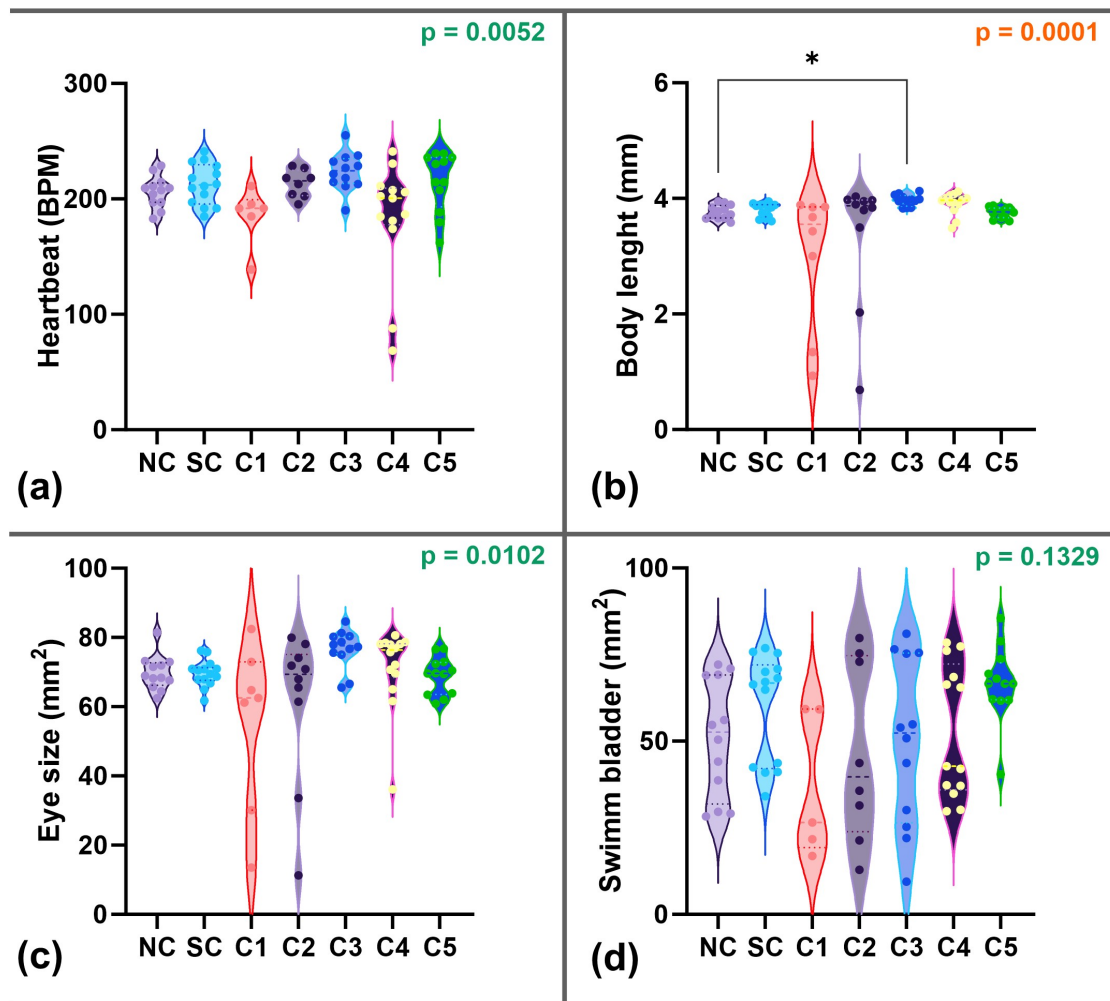 p = 0.0052
300
200
100
0
Heartbeat (BPM)
NC SC C1 C2 C3 C4 C5
(a)
p = 0.0001
*
6
4
2
0
Body lenght (mm)
NC SC C1 C2 C3 C4 C5
(b)
p = 0.0102
100
80
60
40
20
0
Eye size (mm²)
NC SC C1 C2 C3 C4 C5
(c)
p = 0.1329
100
50
0
Swimm bladder (mm²)
NC SC C1 C2 C3 C4 C5
(d)